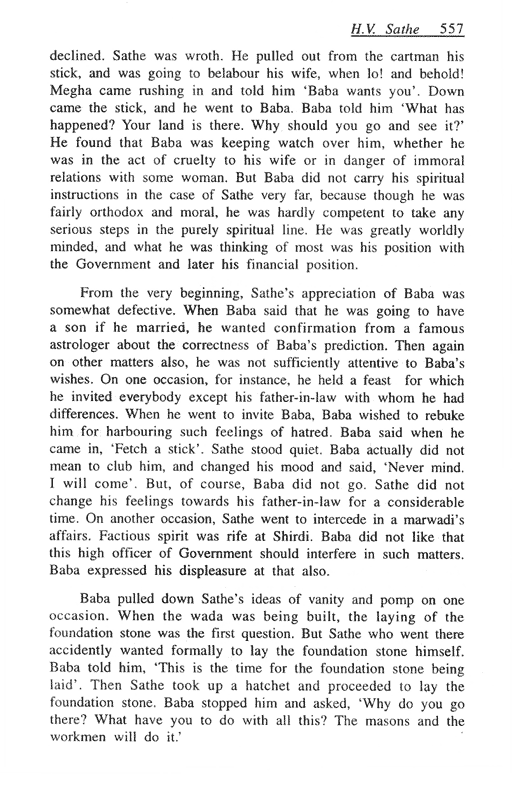 H.V. Sathe 557
declined. Sathe was wroth. He pulled out from the cartman his
stick, and was going to belabour his wife, when lo! and behold!
Megha came rushing in and told him ‘Baba wants you’. Down
came the stick, and he went to Baba. Baba told him ‘What has
happened? Your land is there. Why should you go and see it?’
He found that Baba was keeping watch over him, whether he
was in the act of cruelty to his wife or in danger of immoral
relations with some woman. But Baba did not carry his spiritual
instructions in the case of Sathe very far, because though he was
fairly orthodox and moral, he was hardly competent to take any
serious steps in the purely spiritual line. He was greatly worldly
minded, and what he was thinking of most was his position with
the Government and later his financial position.
From the very beginning, Sathe’s appreciation of Baba was
somewhat defective. When Baba said that he was going to have
a son if he married, he wanted confirmation from a famous
astrologer about the correctness of Baba’s prediction. Then again
on other matters also, he was not sufficiently attentive to Baba’s
wishes. On one occasion, for instance, he held a feast for which
he invited everybody except his father-in-law with whom he had
differences. When he went to invite Baba, Baba wished to rebuke
him for harbouring such feelings of hatred. Baba said when he
came in, ‘Fetch a stick’. Sathe stood quiet. Baba actually did not
mean to club him, and changed his mood and said, ‘Never mind.
I will come’. But, of course, Baba did not go. Sathe did not
change his feelings towards his father-in-law for a considerable
time. On another occasion, Sathe went to intercede in a marwadi’s
affairs. Factious spirit was rife at Shirdi. Baba did not like that
this high officer of Government should interfere in such matters.
Baba expressed his displeasure at that also.
Baba pulled down Sathe’s ideas of vanity and pomp on one
occasion. When the wada was being built, the laying of the
foundation stone was the first question. But Sathe who went there
accidently wanted formally to lay the foundation stone himself.
Baba told him, ‘This is the time for the foundation stone being
laid’. Then Sathe took up a hatchet and proceeded to lay the
foundation stone. Baba stopped him and asked, ‘Why do you go
there? What have you to do with all this? The masons and the
workmen will do it.’